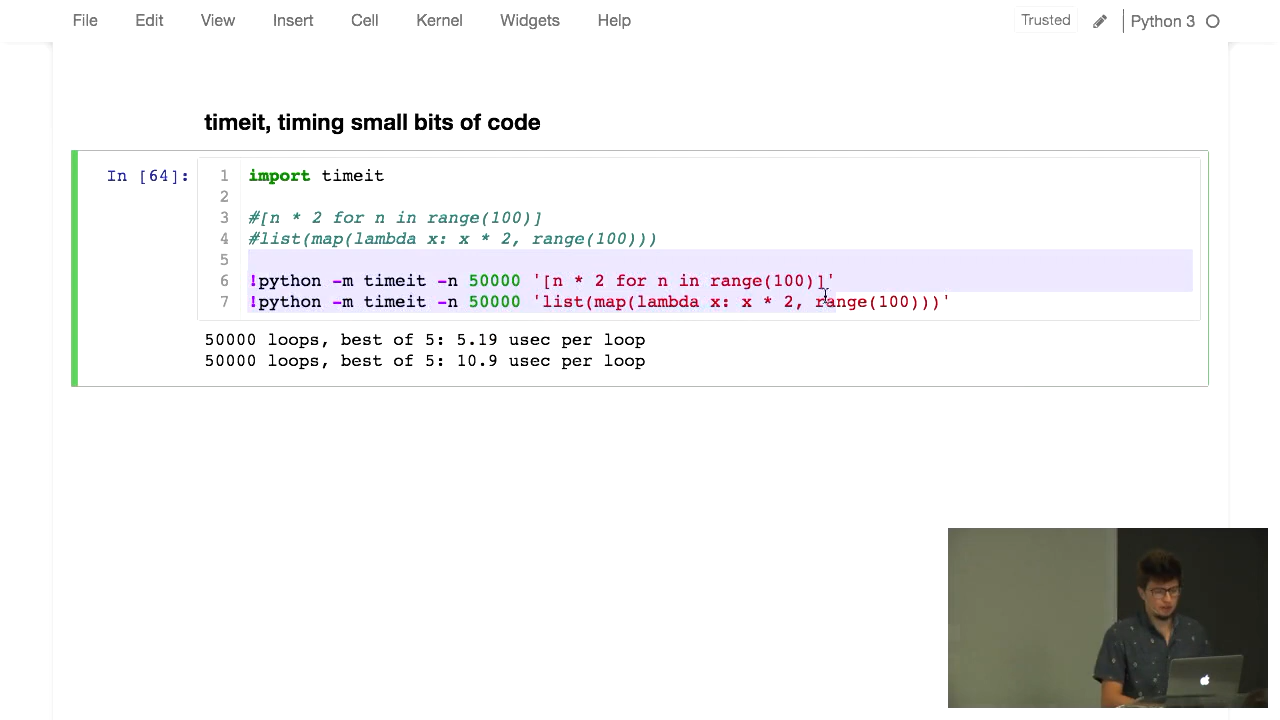 File Edit View Insert Cell Kernel Widgets Help Trusted Python 3
timeit, timing small bits of code
In [64]:
1 import timeit
2
3 #[n * 2 for n in range(100)]
4 #list(map(lambda x: x * 2, range(100)))
5
6 !python -m timeit -n 50000 '[n * 2 for n in range(100)]'
7 !python -m timeit -n 50000 'list(map(lambda x: x * 2, range(100)))'
50000 loops, best of 5: 5.19 usec per loop
50000 loops, best of 5: 10.9 usec per loop